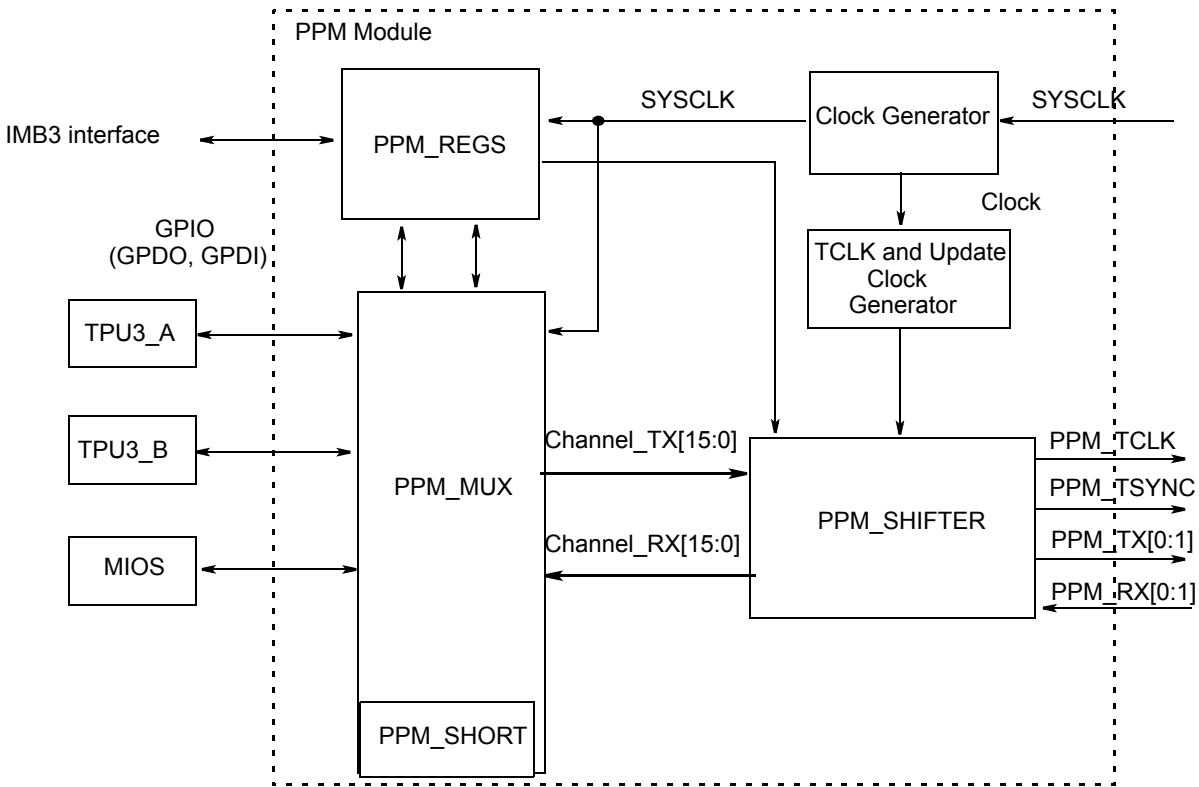 PPM Module
SYSCLK
SYSCLK
Clock Generator
IMB3 interface
PPM_REGS
Clock
GPIO
(GPDO, GPDI)
TCLK and Update
Clock
Generator
TPU3_A
TPU3_B
Channel_TX[15:0]
PPM_TCLK
PPM_MUX
PPM_TSYNC
PPM_SHIFTER
Channel_RX[15:0]
PPM_TX[0:1]
MIOS
PPM_RX[0:1]
PPM_SHORT